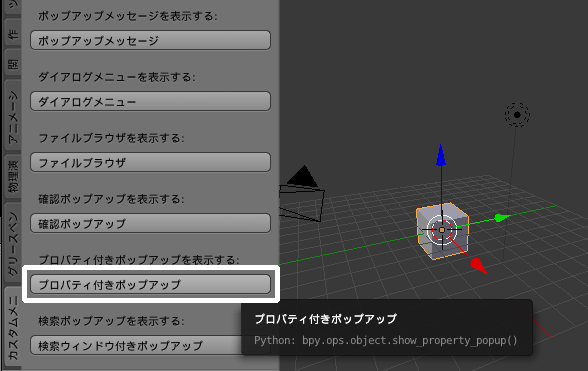 ツ
作
関
アニメーシ
物理演
グリースペン
カスタムメニ
ポップアップメッセージを表示する:
ポップアップメッセージ
ダイアログメニューを表示する:
ダイアログメニュー
ファイルブラウザを表示する:
ファイルブラウザ
確認ポップアップを表示する:
確認ポップアップ
プロパティ付きポップアップを表示する:
プロパティ付きポップアップ
検索ポップアップを表示する:
検索ウィンドウ付きポップアップ
プロパティ付きポップアップ
Python: bpy.ops.object.show_property_popup()